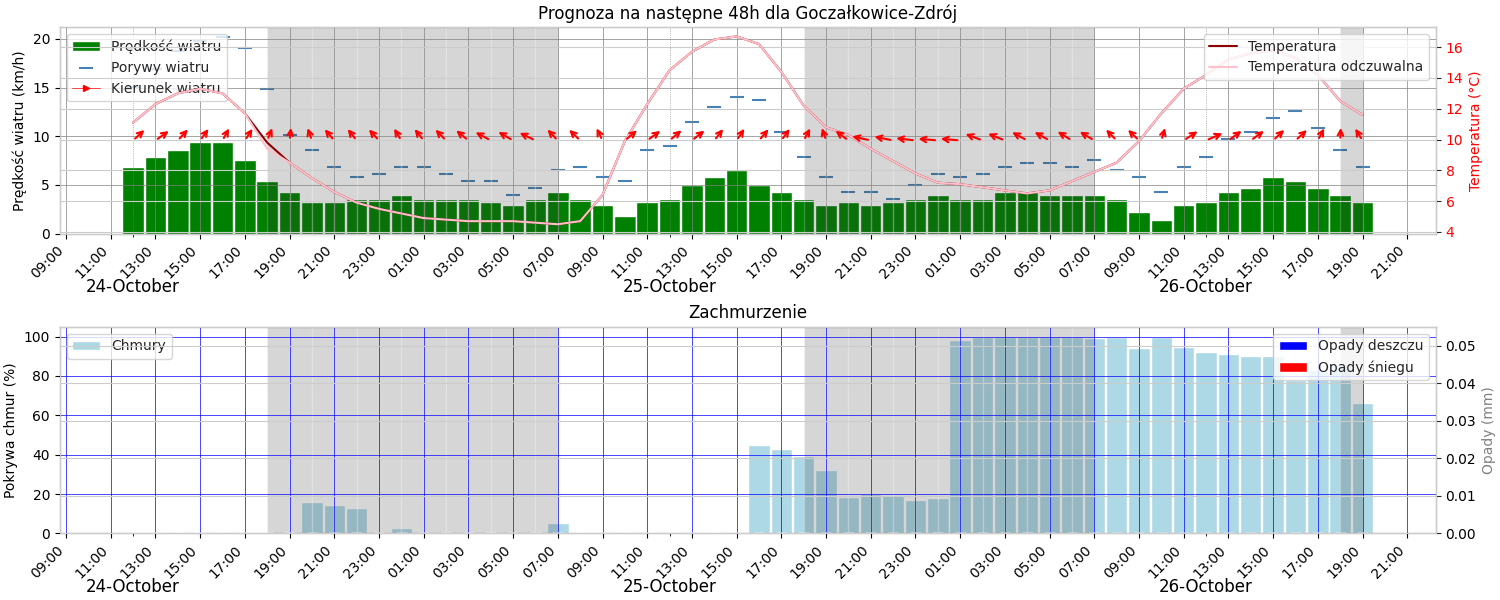 Prognoza na następne 48h dla Goczałkowice-Zdrój
Prędkość wiatru (km/h)
20
15
10
5
0
Prędkość wiatru
Porywy wiatru
Kierunek wiatru
Temperatura
Temperatura odczuwalna
16
14
12
10
8
6
4
Temperatura (°C)
09:00 11:00 13:00 15:00 17:00 19:00 21:00 01:00 03:00 05:00 07:00 09:00 11:00 13:00 15:00 17:00 19:00 21:00 01:00 03:00 05:00 07:00 09:00 11:00 13:00 15:00 17:00 19:00 21:00
24-October 25-October 26-October
Zachmurzenie
Pokrywa chmur (%)
100
80
60
40
20
0
Chmury
Opady deszczu
Opady śniegu
0.05
0.04
0.03
0.02
0.01
0.00
Opady (mm)
09:00 11:00 13:00 15:00 17:00 19:00 21:00 01:00 03:00 05:00 07:00 09:00 11:00 13:00 15:00 17:00 19:00 21:00 01:00 03:00 05:00 07:00 09:00 11:00 13:00 15:00 17:00 19:00 21:00
24-October 25-October 26-October